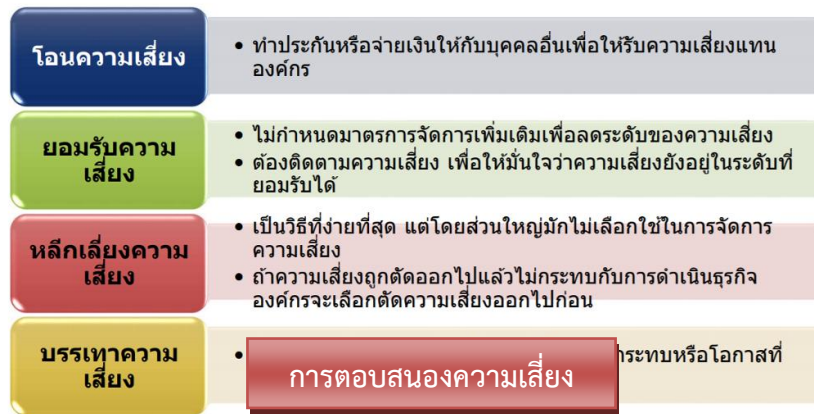 โอนความเสี่ยง
• ทำประกันหรือจ่ายเงินให้กับบุคคลอื่นเพื่อให้รับความเสี่ยงแทน
องค์กร
ยอมรับความ
เสี่ยง
• ไม่กำหนดมาตรการจัดการเพิ่มเติมเพื่อลดระดับของความเสี่ยง
• ต้องติดตามความเสี่ยง เพื่อให้มั่นใจว่าความเสี่ยงยังอยู่ในระดับที่
ยอมรับได้
หลีกเลี่ยงความ
เสี่ยง
• เป็นวิธีที่ง่ายที่สุด แต่โดยส่วนใหญ่มักไม่เลือกใช้ในการจัดการ
ความเสี่ยง
• ถ้าความเสี่ยงถูกตัดออกไปแล้วไม่กระทบกับการดำเนินธุรกิจ
องค์กรจะเลือกตัดความเสี่ยงออกไปก่อน
บรรเทาความ
เสี่ยง
• กระทบหรือโอกาสที่
การตอบสนองความเสี่ยง